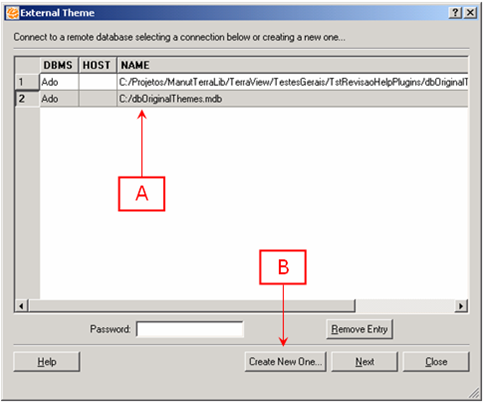 External Theme
Connect to a remote database selecting a connection below or creating a new one...
DBMS HOST NAME
1 Ado C:/Projetos/ManutTerraLib/TerraView/TestesGerais/TstRevisaoHelpPlugins/dbOriginalT
2 Ado C:/dbOriginalThemes.mdb
A
B
Password: Remove Entry
Help Create New One... Next Close